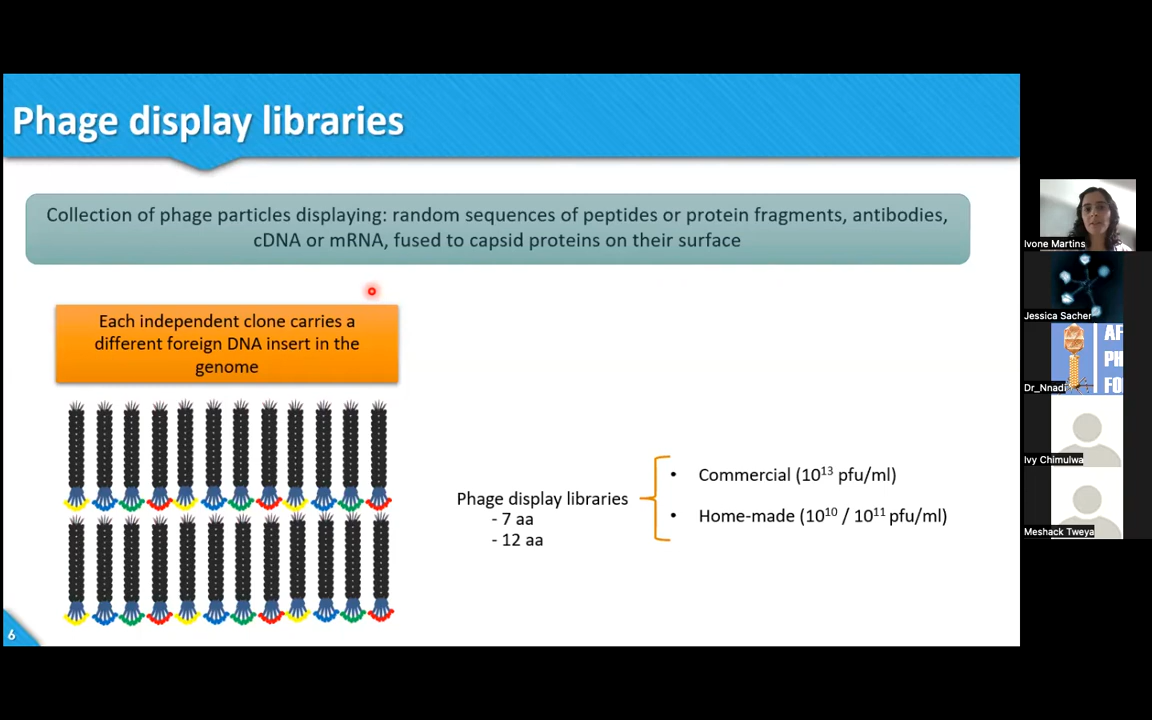 Phage display libraries
Collection of phage particles displaying: random sequences of peptides or protein fragments, antibodies,
cDNA or mRNA, fused to capsid proteins on their surface
Each independent clone carries a
different foreign DNA insert in the
genome
Phage display libraries
- 7 aa
- 12 aa
• Commercial (10¹³ pfu/ml)
• Home-made (10¹⁰ / 10¹¹ pfu/ml)
6
Ivone Martins
Jessica Sacher
AF
PH
FO
Dr_Nnadi
Ivy Chimulwa
Meshack Tweya